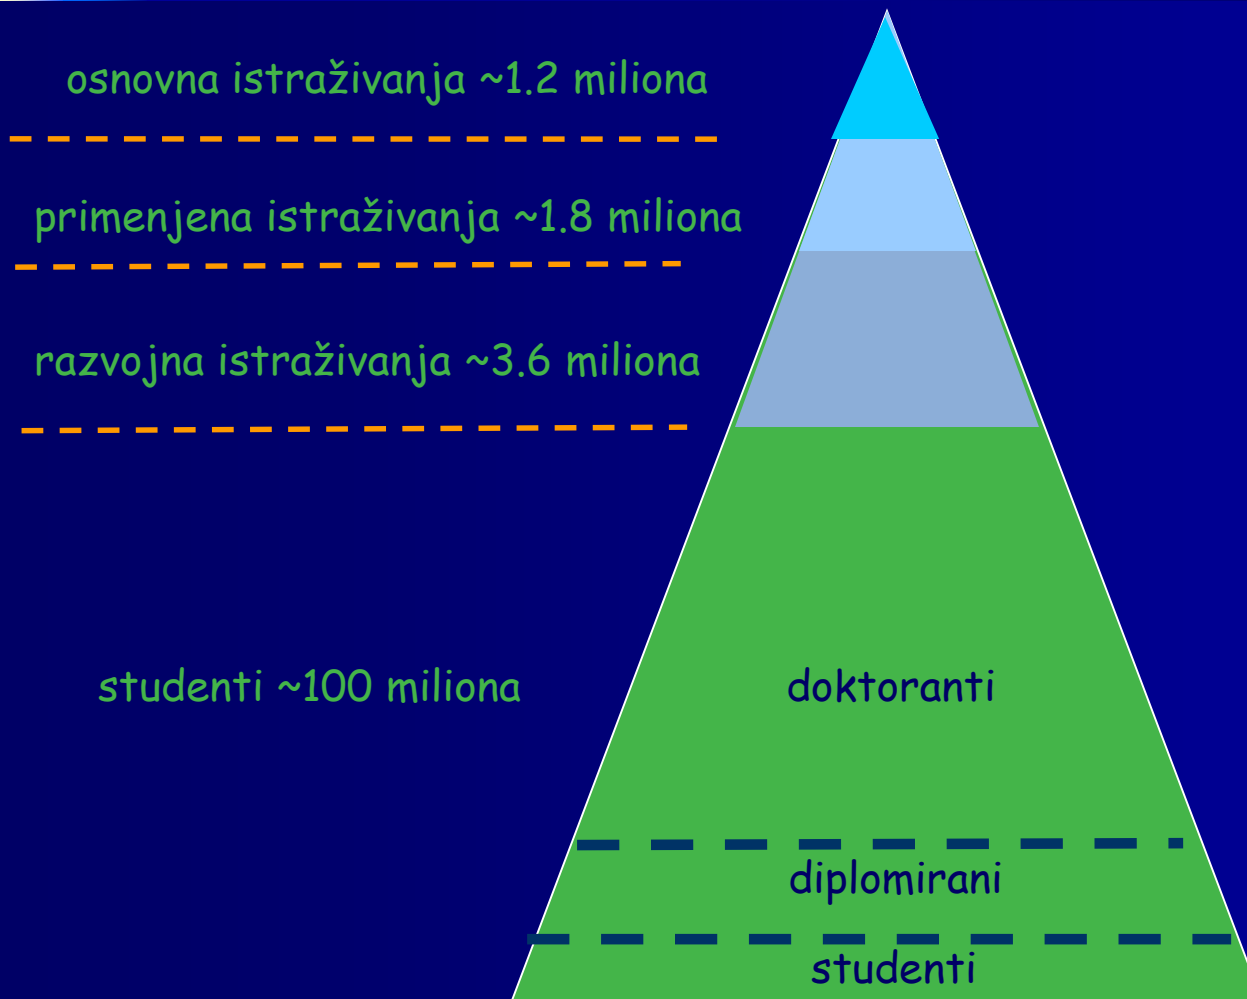 osnovna istraživanja ~1.2 miliona
primenjena istraživanja ~1.8 miliona
razvojna istraživanja ~3.6 miliona
studenti ~100 miliona
doktoranti
diplomirani
studenti